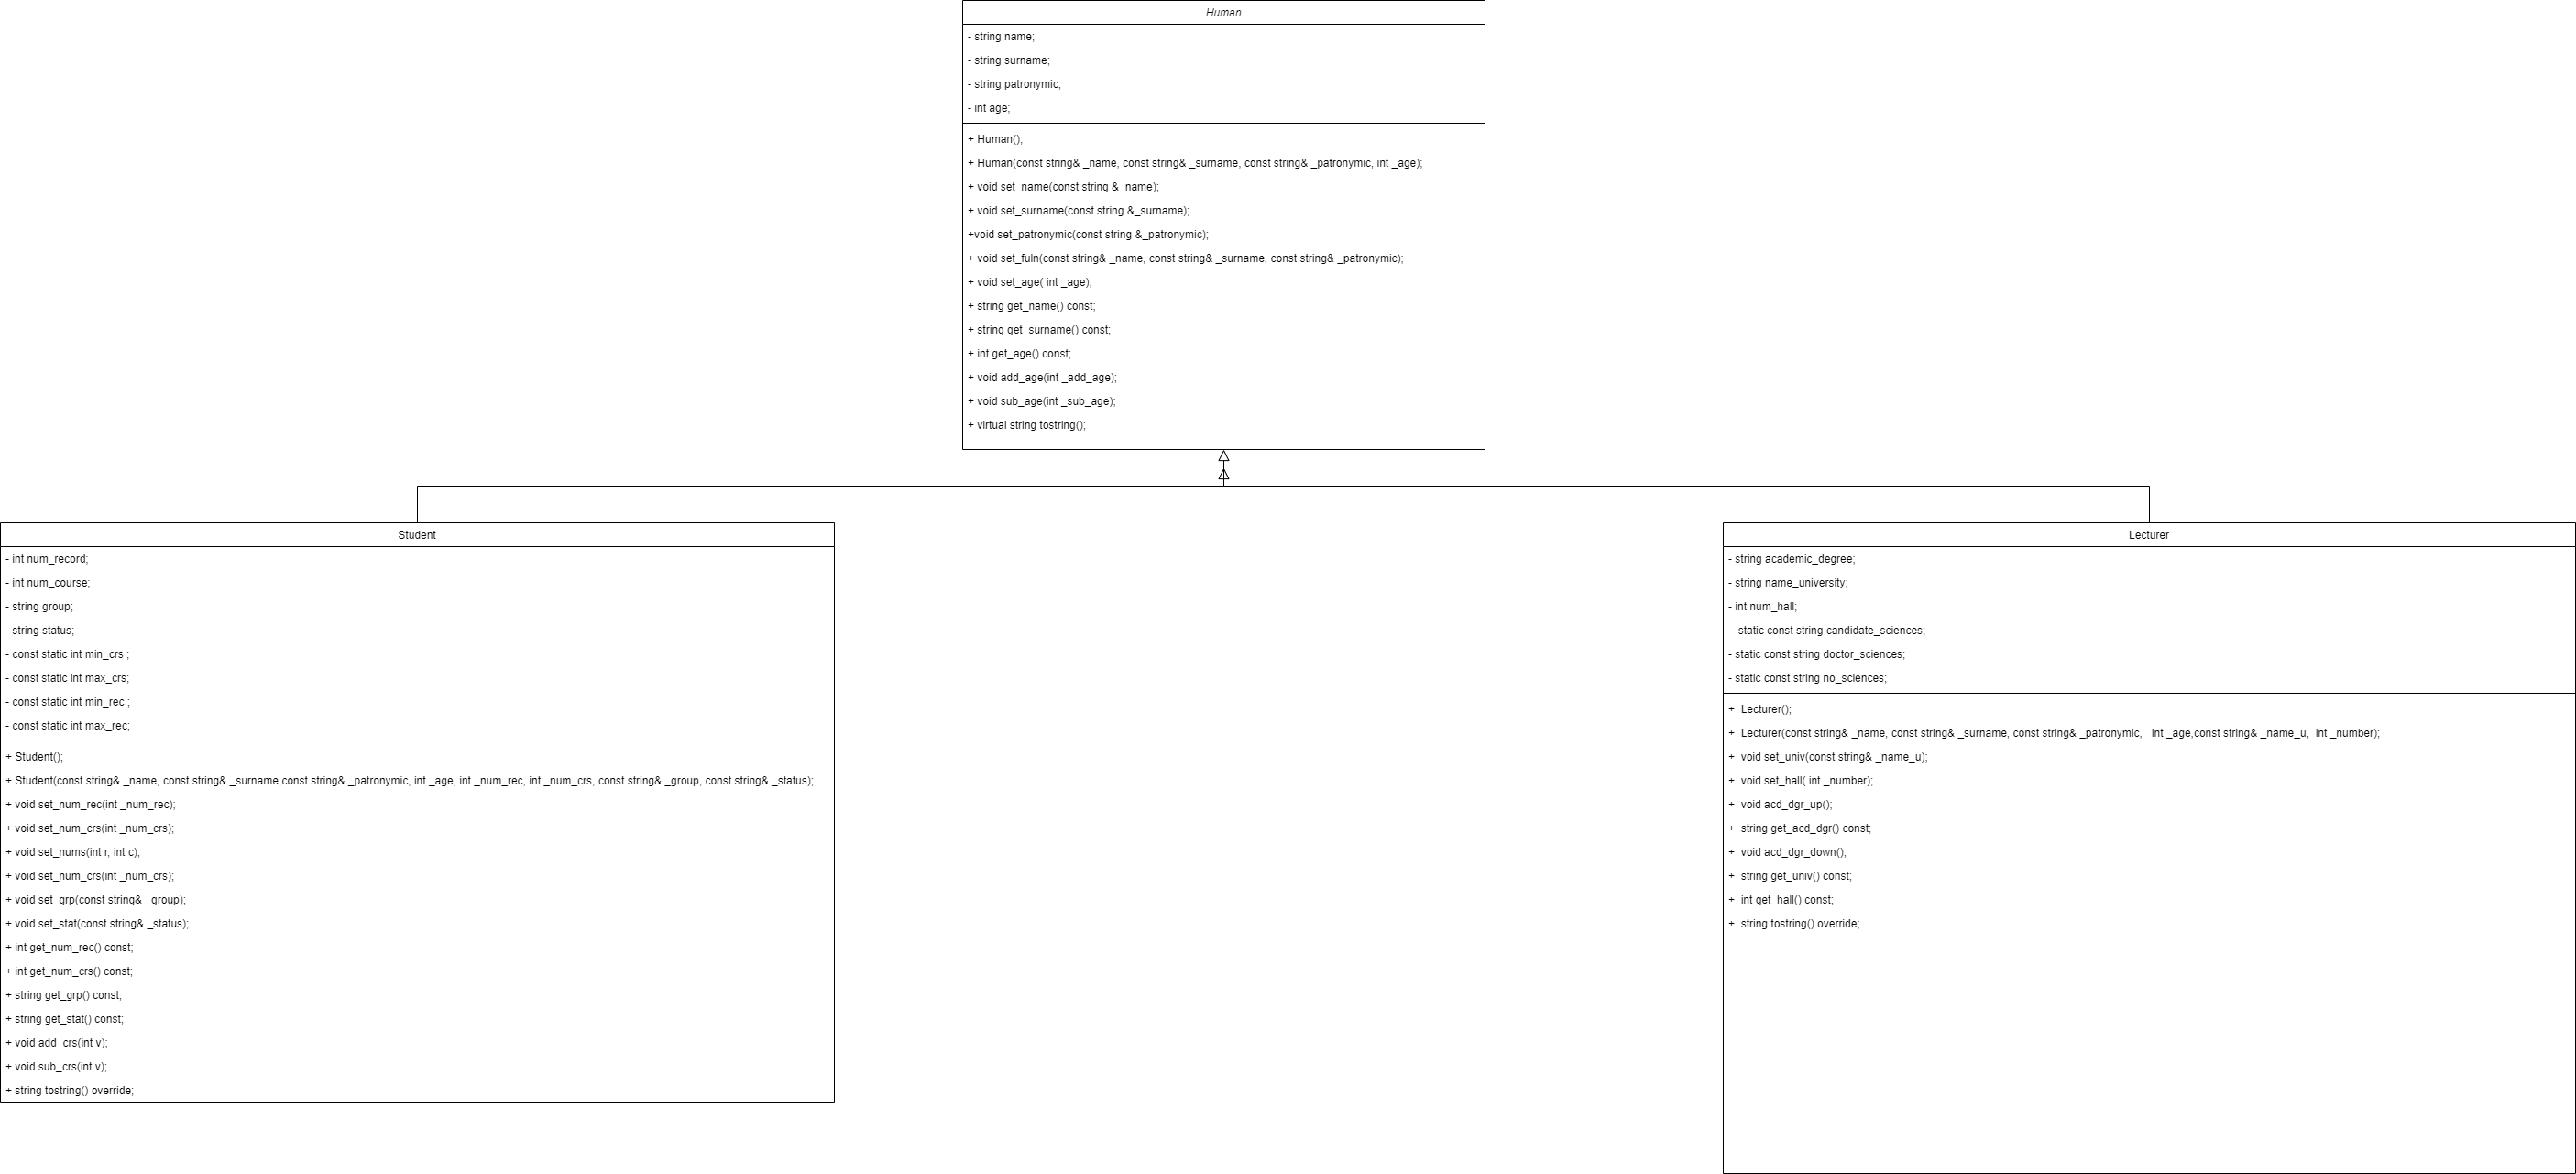 Human
- string name;
- string surname;
- string patronymic;
- int age;
+ Human();
+ Human(const string& _name, const string& _surname, const string& _patronymic, int _age);
+ void set_name(const string &_name);
+ void set_surname(const string &_surname);
+void set_patronymic(const string &_patronymic);
+ void set_fuln(const string& _name, const string& _surname, const string& _patronymic);
+ void set_age( int _age);
+ string get_name() const;
+ string get_surname() const;
+ int get_age() const;
+ void add_age(int _add_age);
+ void sub_age(int _sub_age);
+ virtual string tostring();
Student
- int num_record;
- int num_course;
- string group;
- string status;
- const static int min_crs ;
- const static int max_crs;
- const static int min_rec ;
- const static int max_rec;
+ Student();
+ Student(const string& _name, const string& _surname,const string& _patronymic, int _age, int _num_rec, int _num_crs, const string& _group, const string& _status);
+ void set_num_rec(int _num_rec);
+ void set_num_crs(int _num_crs);
+ void set_nums(int r, int c);
+ void set_num_crs(int _num_crs);
+ void set_grp(const string& _group);
+ void set_stat(const string& _status);
+ int get_num_rec() const;
+ int get_num_crs() const;
+ string get_grp() const;
+ string get_stat() const;
+ void add_crs(int v);
+ void sub_crs(int v);
+ string tostring() override;
Lecturer
- string academic_degree;
- string name_university;
- int num_hall;
-  static const string candidate_sciences;
- static const string doctor_sciences;
- static const string no_sciences;
+  Lecturer();
+  Lecturer(const string& _name, const string& _surname, const string& _patronymic,   int _age,const string& _name_u,  int _number);
+  void set_univ(const string& _name_u);
+  void set_hall( int _number);
+  void acd_dgr_up();
+  string get_acd_dgr() const;
+  void acd_dgr_down();
+  string get_univ() const;
+  int get_hall() const;
+  string tostring() override;